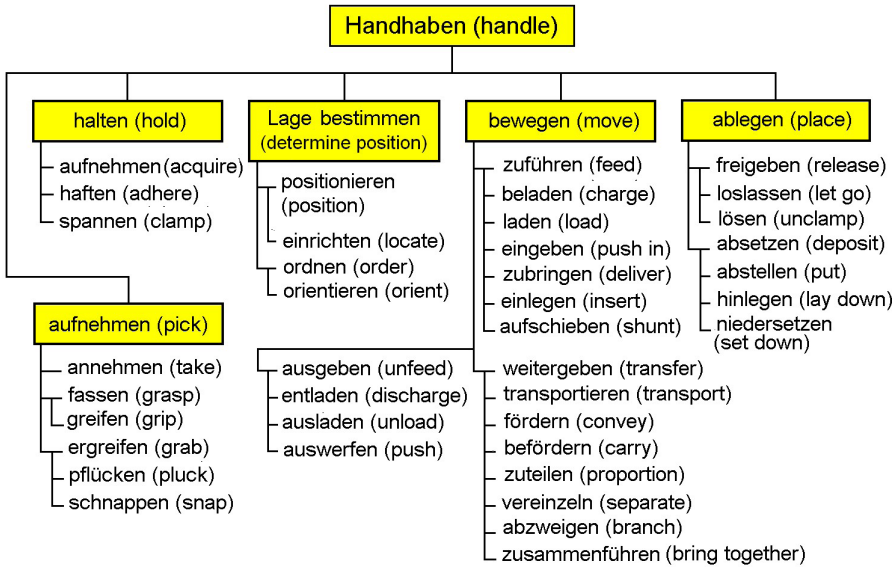 Handhaben (handle)
halten (hold)
aufnehmen (acquire)
haften (adhere)
spannen (clamp)
Lage bestimmen
(determine position)
positionieren
(position)
einrichten (locate)
ordnen (order)
orientieren (orient)
bewegen (move)
zuführen (feed)
beladen (charge)
laden (load)
eingeben (push in)
zubringen (deliver)
einlegen (insert)
aufschieben (shunt)
ablegen (place)
freigeben (release)
loslassen (let go)
lösen (unclamp)
absetzen (deposit)
abstellen (put)
hinlegen (lay down)
niedersetzen
(set down)
aufnehmen (pick)
annehmen (take)
fassen (grasp)
greifen (grip)
ergreifen (grab)
pflücken (pluck)
schnappen (snap)
ausgeben (unfeed)
entladen (discharge)
ausladen (unload)
auswerfen (push)
weitergeben (transfer)
transportieren (transport)
fördern (convey)
befördern (carry)
zuteilen (proportion)
vereinzeln (separate)
abzweigen (branch)
zusammenführen (bring together)